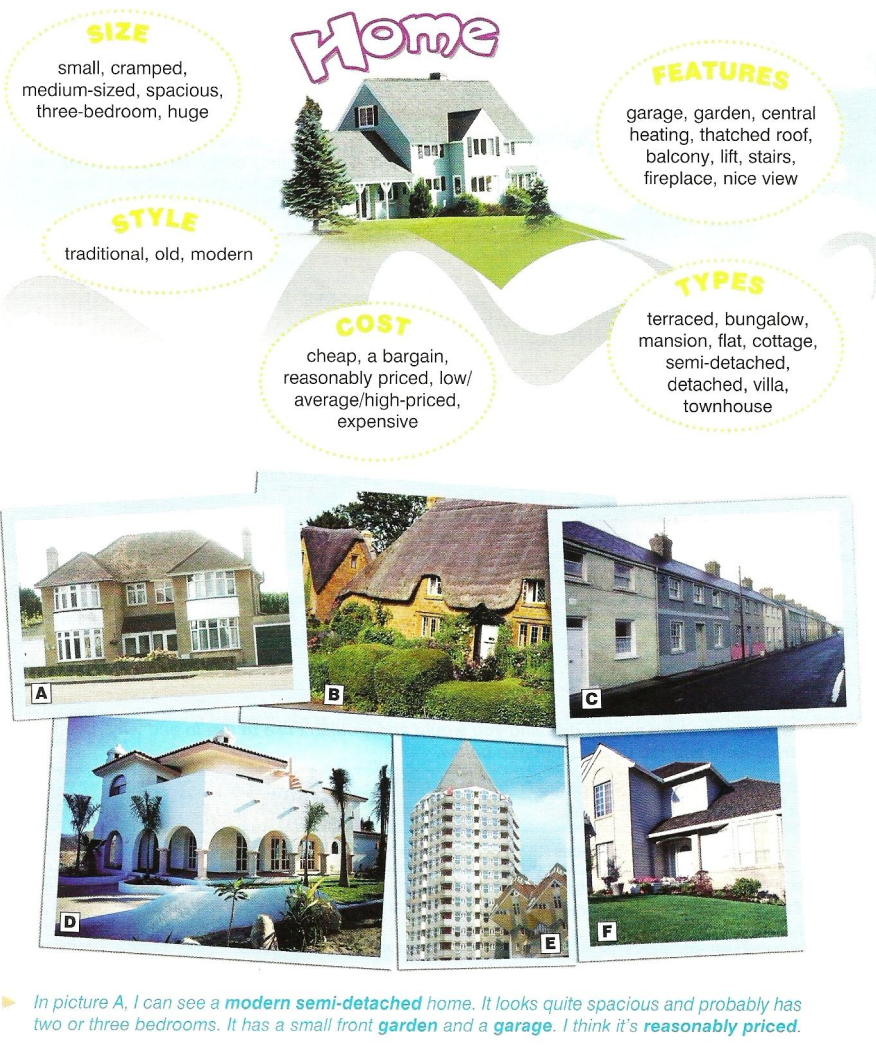 Home
SIZE
small, cramped,
medium-sized, spacious,
three-bedroom, huge
FEATURES
garage, garden, central
heating, thatched roof,
balcony, lift, stairs,
fireplace, nice view
STYLE
traditional, old, modern
COST
cheap, a bargain,
reasonably priced, low/
average/high-priced,
expensive
TYPES
terraced, bungalow,
mansion, flat, cottage,
semi-detached,
detached, villa,
townhouse
A
B
C
D
E
F
In picture A, I can see a modern semi-detached home. It looks quite spacious and probably has
two or three bedrooms. It has a small front garden and a garage. I think it's reasonably priced.